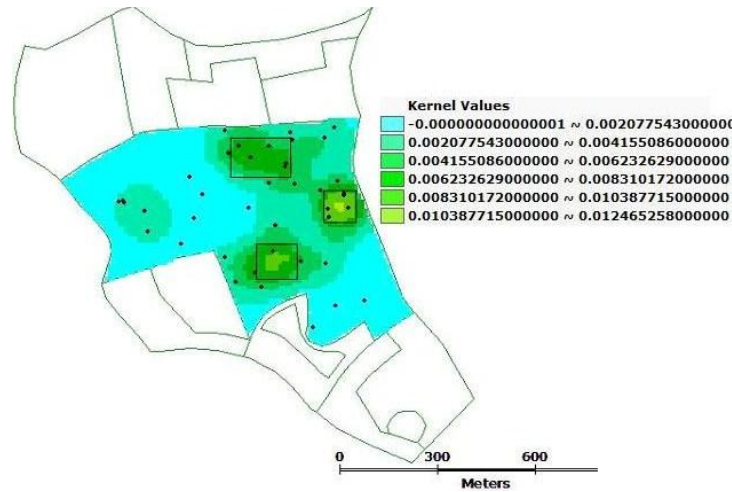 Kernel Values
-0.000000000000001 ~ 0.002077543000000
0.002077543000000 ~ 0.004155086000000
0.004155086000000 ~ 0.006232629000000
0.006232629000000 ~ 0.008310172000000
0.008310172000000 ~ 0.010387715000000
0.010387715000000 ~ 0.012465258000000
0 300 600
Meters